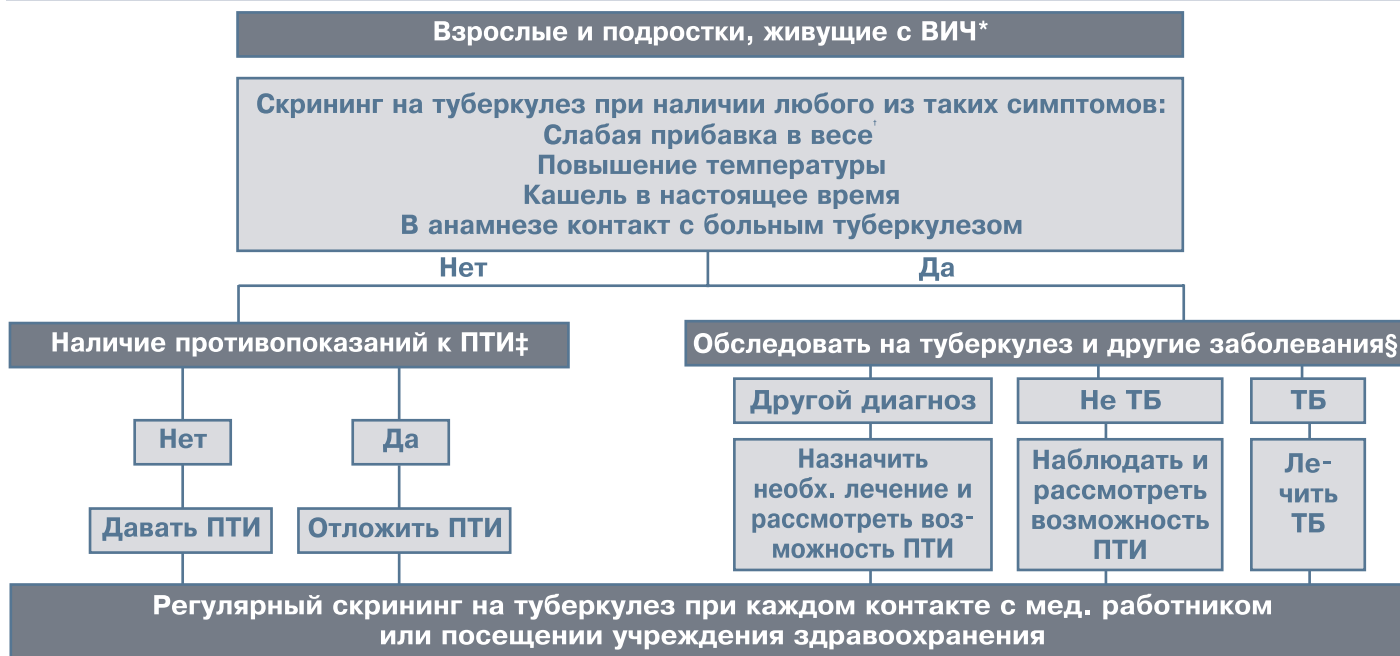 Взрослые и подростки, живущие с ВИЧ*
Скрининг на туберкулез при наличии любого из таких симптомов:
Слабая прибавка в весе†
Повышение температуры
Кашель в настоящее время
В анамнезе контакт с больным туберкулезом
Нет
Да
Наличие противопоказаний к ПТИ‡
Нет
Да
Давать ПТИ
Отложить ПТИ
Обследовать на туберкулез и другие заболевания§
Другой диагноз
Не ТБ
ТБ
Назначить
необх. лечение и
рассмотреть воз-
можность ПТИ
Наблюдать и
рассмотреть
возможность
ПТИ
Ле-
чить
ТБ
Регулярный скрининг на туберкулез при каждом контакте с мед. работником
или посещении учреждения здравоохранения